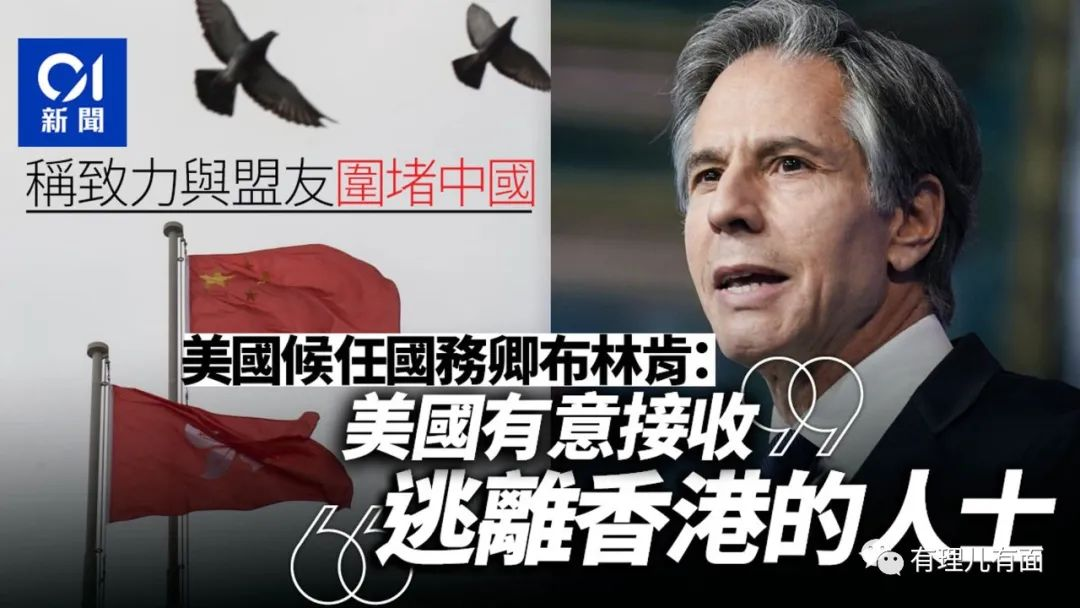 01
新聞
稱致力與盟友圍堵中國
美國候任國務卿布林肯：
美國有意接收
逃離香港的人士
有理儿有面